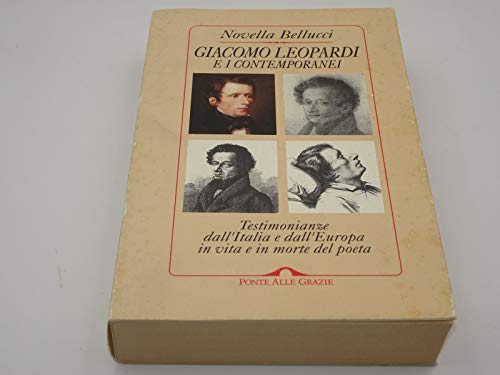 Novella Bellucci
GIACOMO LEOPARDI
E I CONTEMPORANEI
Testimonianze
dall'Italia e dall'Europa
in vita e in morte del poeta
PONTE ALLE GRAZIE